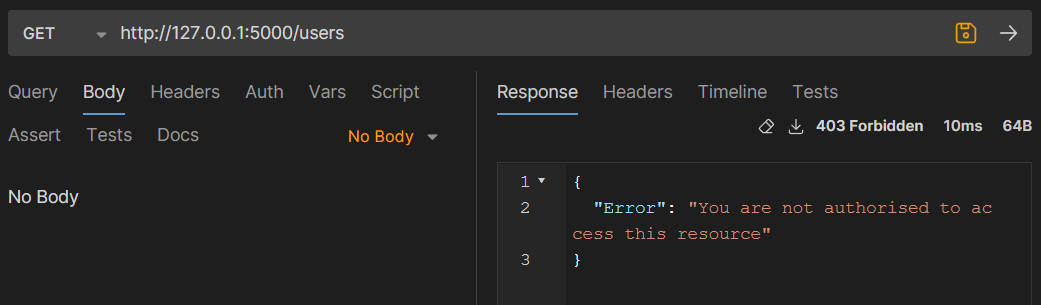 GET http://127.0.0.1:5000/users
Query Body Headers Auth Vars Script
Assert Tests Docs No Body
No Body
Response Headers Timeline Tests
403 Forbidden 10ms 64B
1 {
2 "Error": "You are not authorised to ac
cess this resource"
3 }